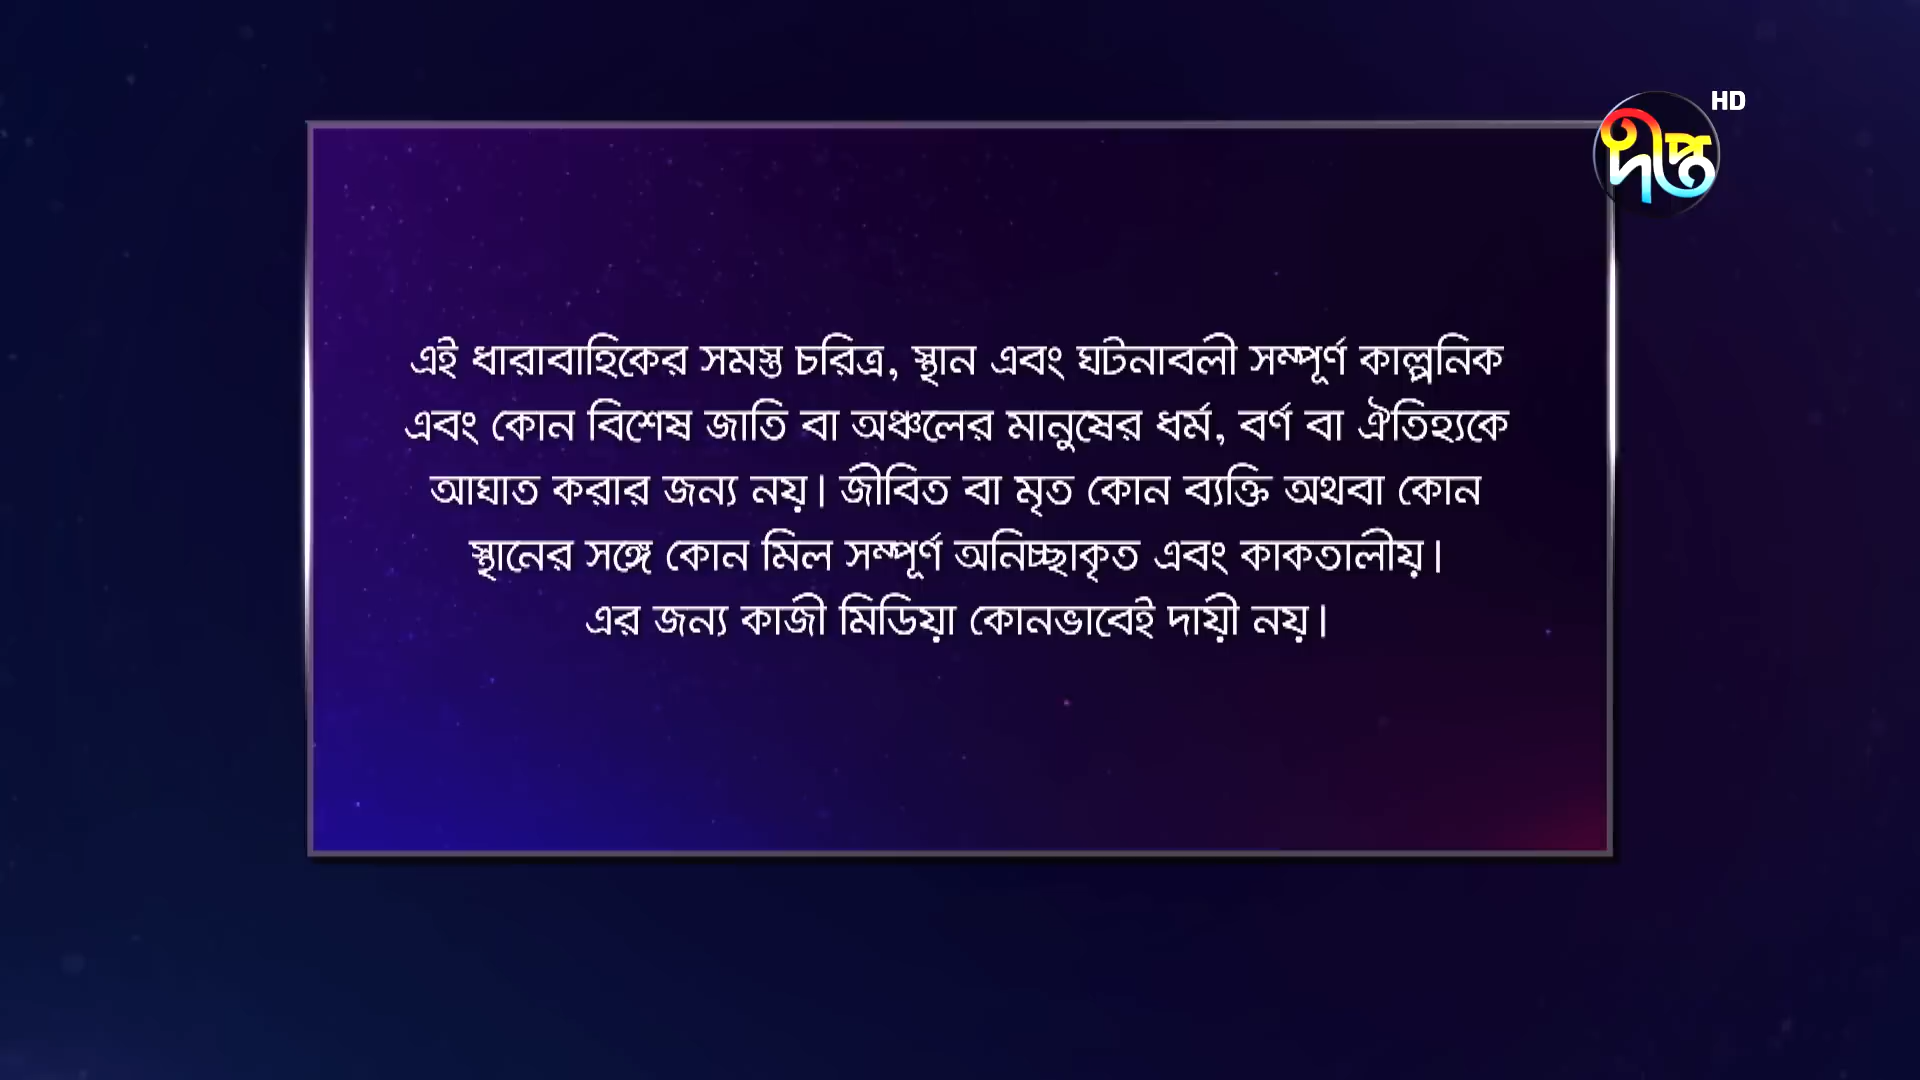 HD
দীপ্ত
এই ধারাবাহিকের সমস্ত চরিত্র, স্থান এবং ঘটনাবলী সম্পূর্ণ কাল্পনিক
এবং কোন বিশেষ জাতি বা অঞ্চলের মানুষের ধর্ম, বর্ণ বা ঐতিহ্যকে
আঘাত করার জন্য নয়। জীবিত বা মৃত কোন ব্যক্তি অথবা কোন
স্থানের সঙ্গে কোন মিল সম্পূর্ণ অনিচ্ছাকৃত এবং কাকতালীয়।
এর জন্য কাজী মিডিয়া কোনভাবেই দায়ী নয়।